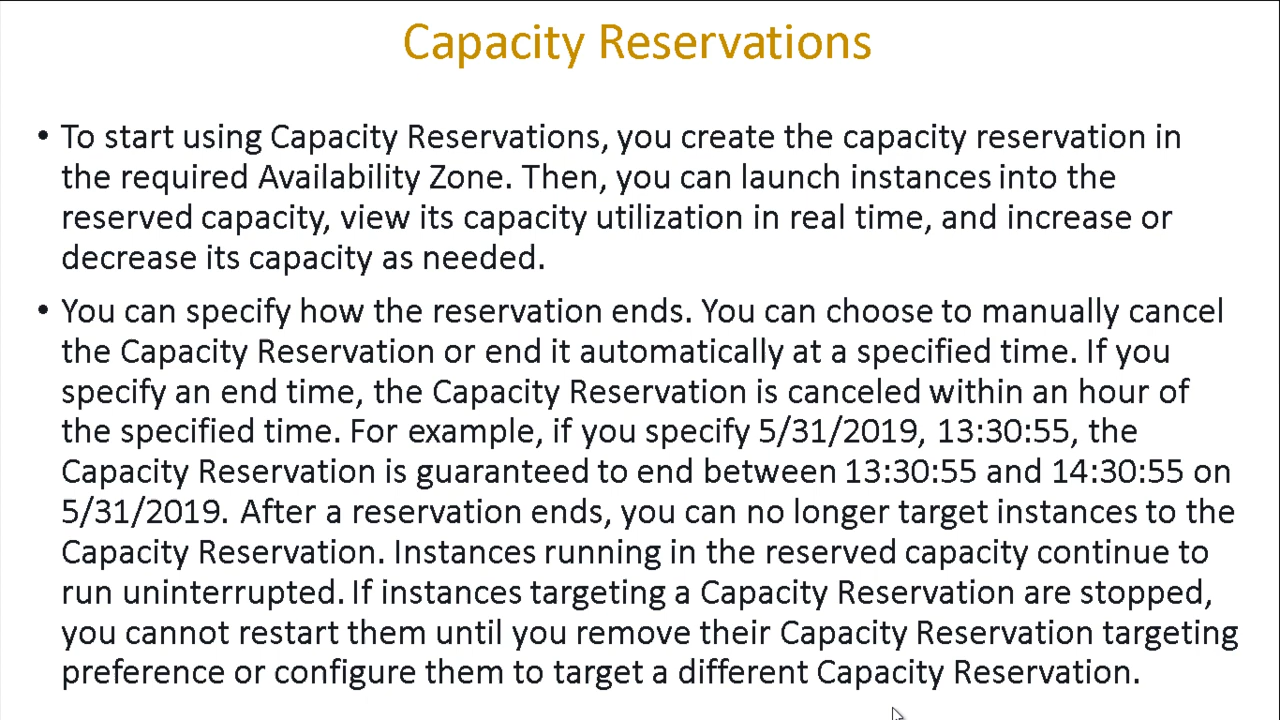 Capacity Reservations
• To start using Capacity Reservations, you create the capacity reservation in
the required Availability Zone. Then, you can launch instances into the
reserved capacity, view its capacity utilization in real time, and increase or
decrease its capacity as needed.
• You can specify how the reservation ends. You can choose to manually cancel
the Capacity Reservation or end it automatically at a specified time. If you
specify an end time, the Capacity Reservation is canceled within an hour of
the specified time. For example, if you specify 5/31/2019, 13:30:55, the
Capacity Reservation is guaranteed to end between 13:30:55 and 14:30:55 on
5/31/2019. After a reservation ends, you can no longer target instances to the
Capacity Reservation. Instances running in the reserved capacity continue to
run uninterrupted. If instances targeting a Capacity Reservation are stopped,
you cannot restart them until you remove their Capacity Reservation targeting
preference or configure them to target a different Capacity Reservation.